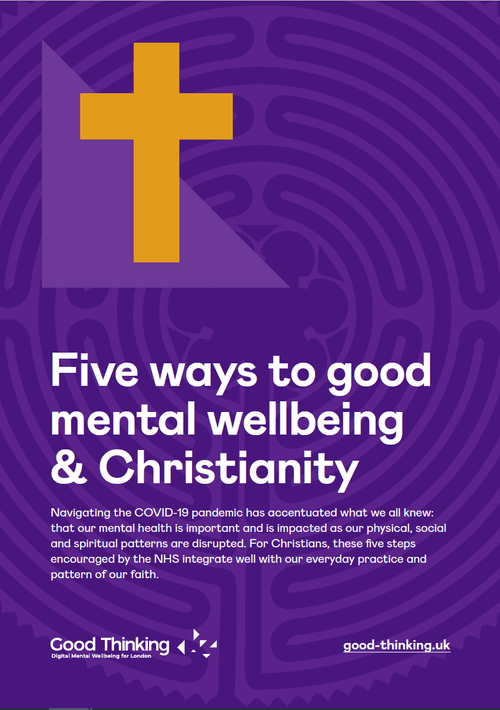 Five ways to good
mental wellbeing
& Christianity
Navigating the COVID-19 pandemic has accentuated what we all knew:
that our mental health is important and is impacted as our physical, social
and spiritual patterns are disrupted. For Christians, these five steps
encouraged by the NHS integrate well with our everyday practice and
pattern of our faith.
Good Thinking
Digital Mental Wellbeing for London
good-thinking.uk